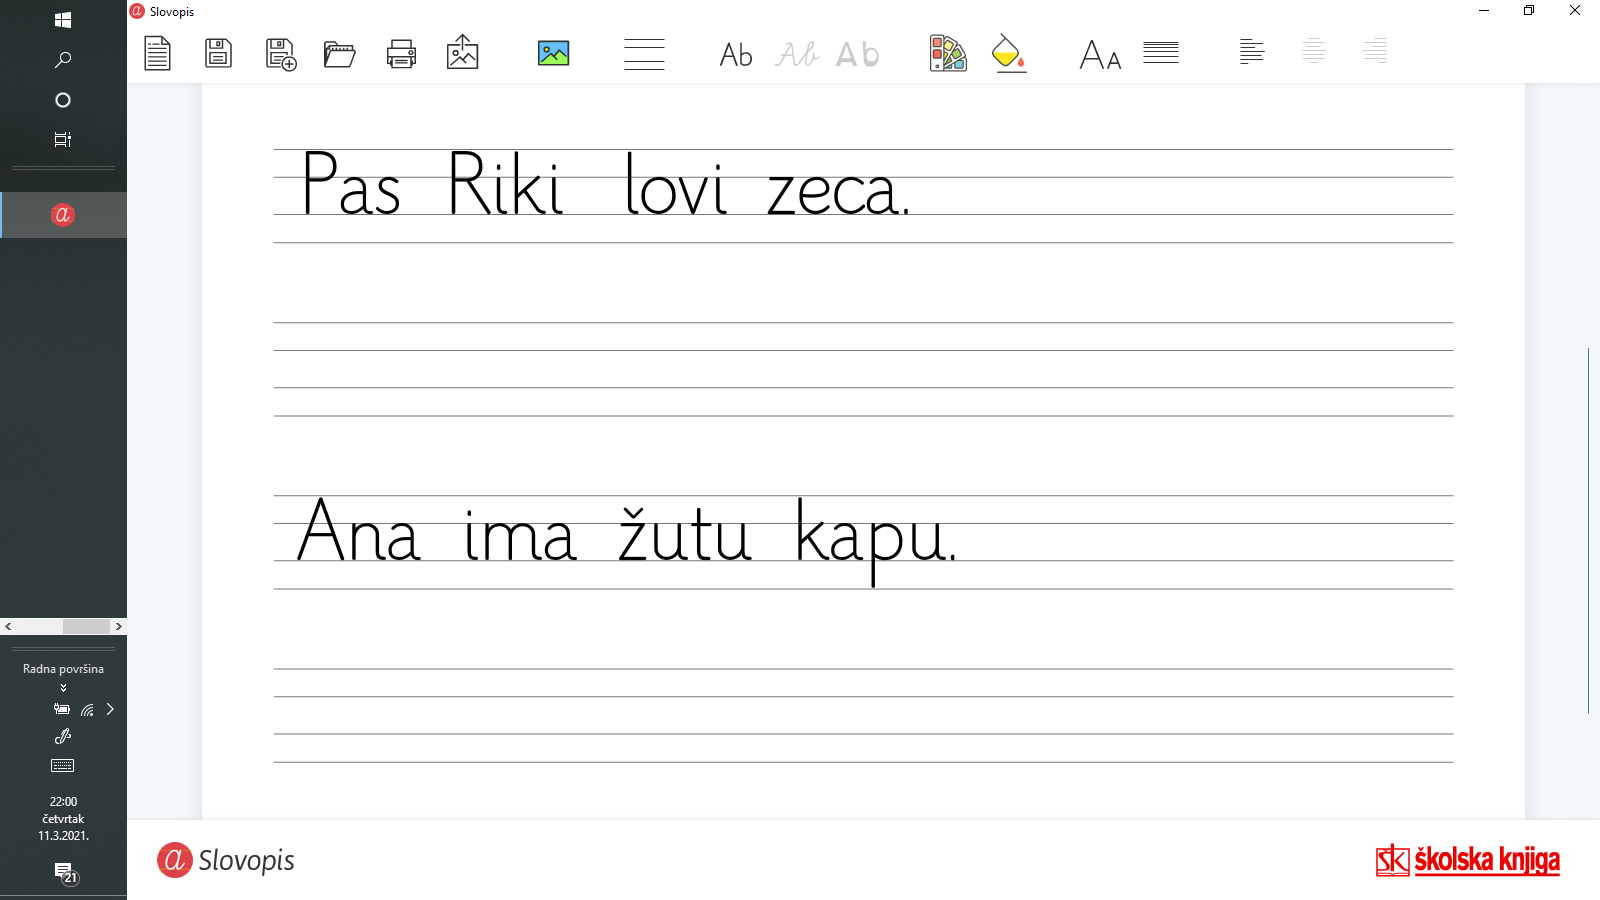 Slovopis
Ab Ab Ab AA
Pas Riki lovi zeca.
Ana ima žutu kapu.
Radna površina
22:00
četvrtak
11.3.2021.
21
a Slovopis
ŠK školska knjiga